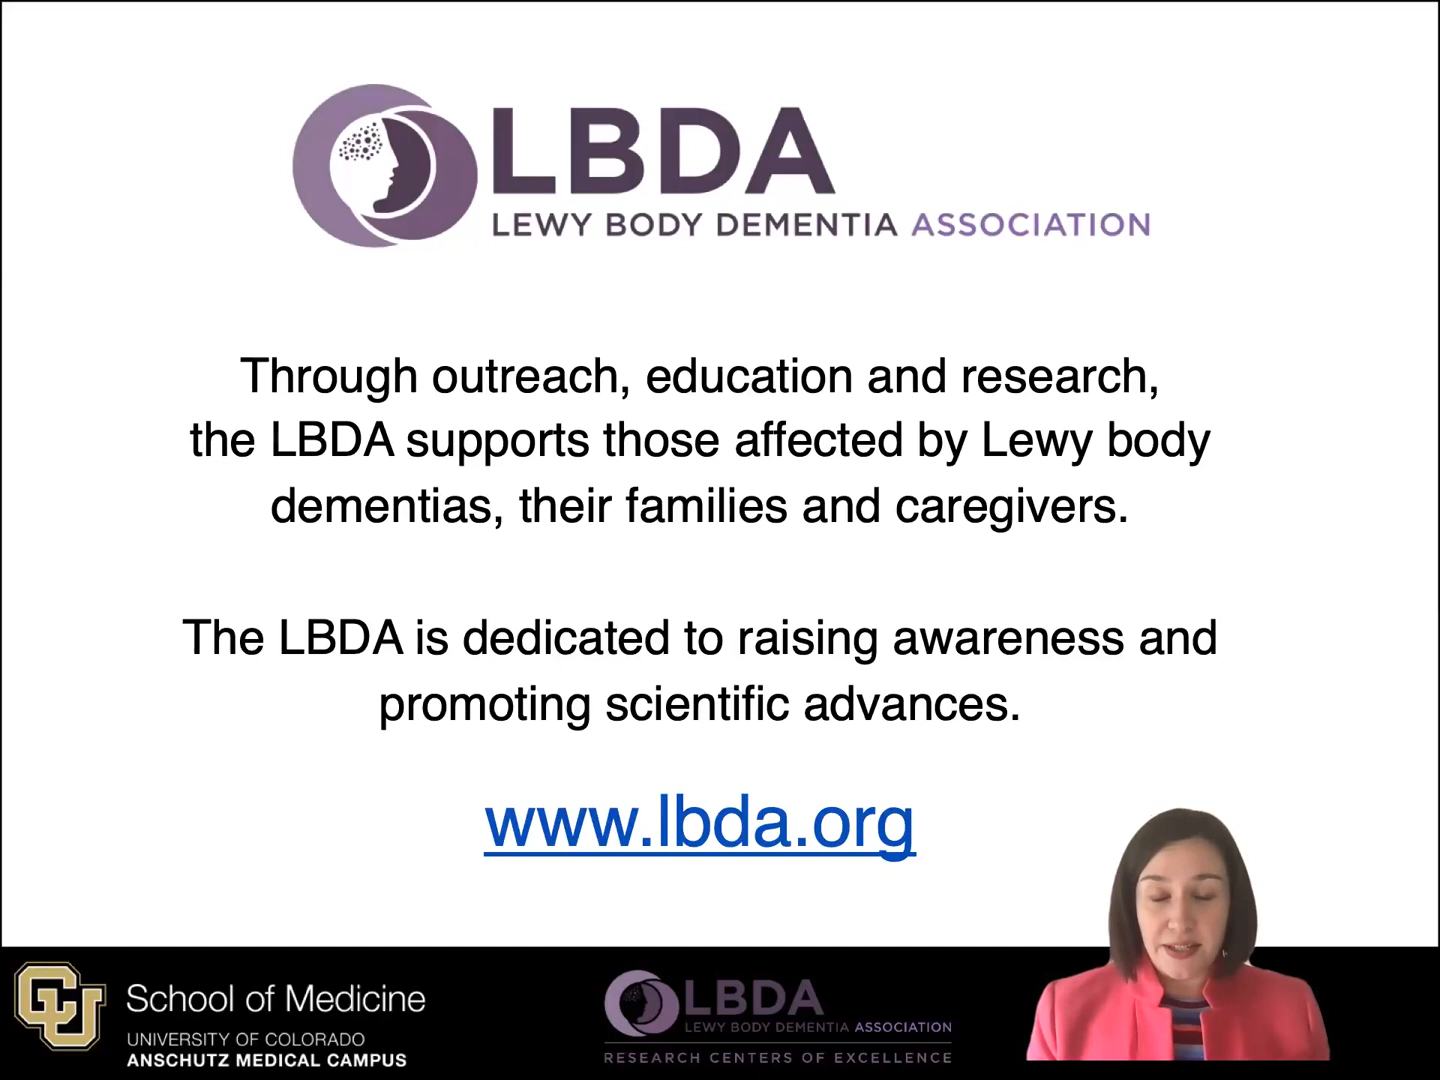 LBDA
LEWY BODY DEMENTIA ASSOCIATION
Through outreach, education and research,
the LBDA supports those affected by Lewy body
dementias, their families and caregivers.
The LBDA is dedicated to raising awareness and
promoting scientific advances.
www.lbda.org
CU
School of Medicine
UNIVERSITY OF COLORADO
ANSCHUTZ MEDICAL CAMPUS
LBDA
LEWY BODY DEMENTIA ASSOCIATION
RESEARCH CENTERS OF EXCELLENCE